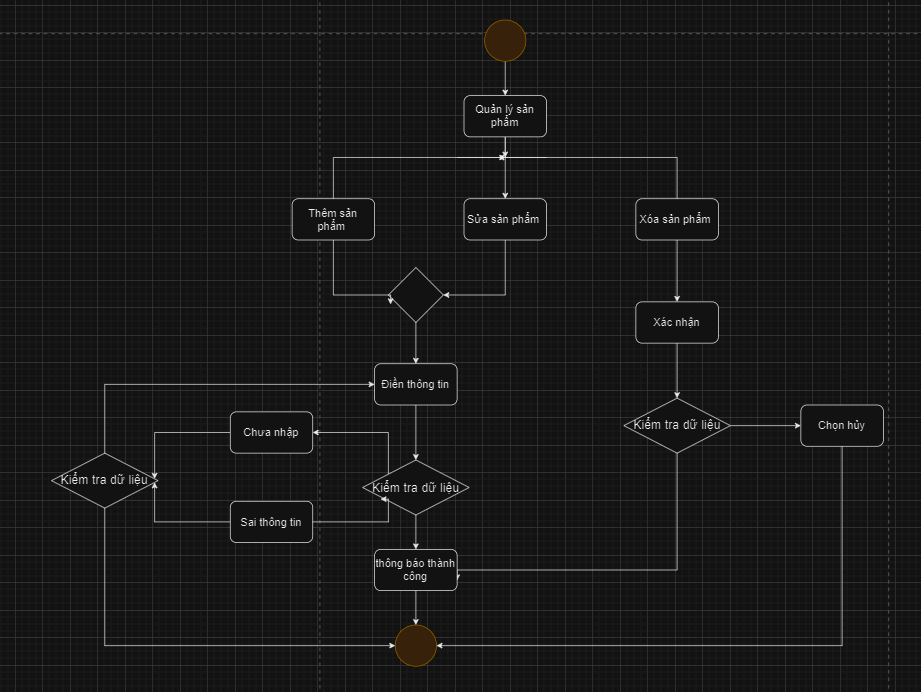 Quản lý sản
phẩm
Thêm sản
phẩm
Sửa sản phẩm
Xóa sản phẩm
Xác nhận
Điền thông tin
Chưa nhập
Kiểm tra dữ liệu
Chọn hủy
Kiểm tra dữ liệu
Kiểm tra dữ liệu
Sai thông tin
thông báo thành
công